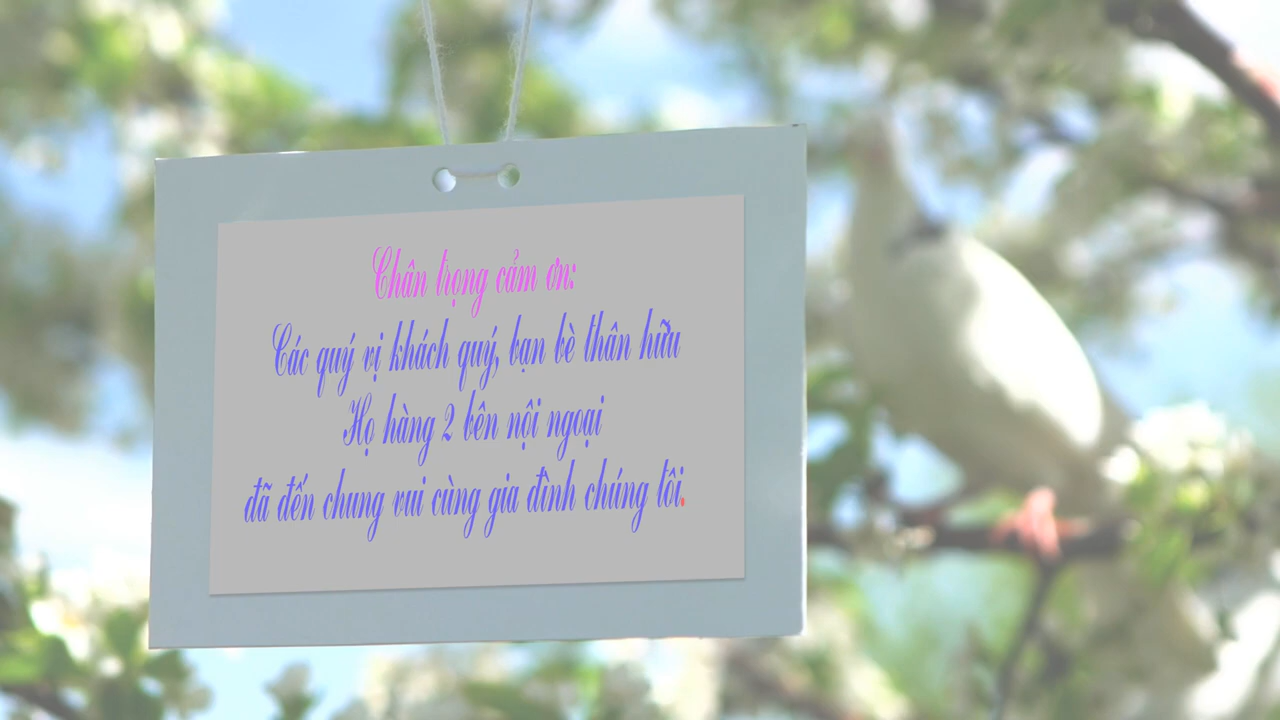 Chân trọng cảm ơn:
Các quý vị khách quý, bạn bè thân hữu
Họ hàng 2 bên nội ngoại
đã đến chung vui cùng gia đình chúng tôi.